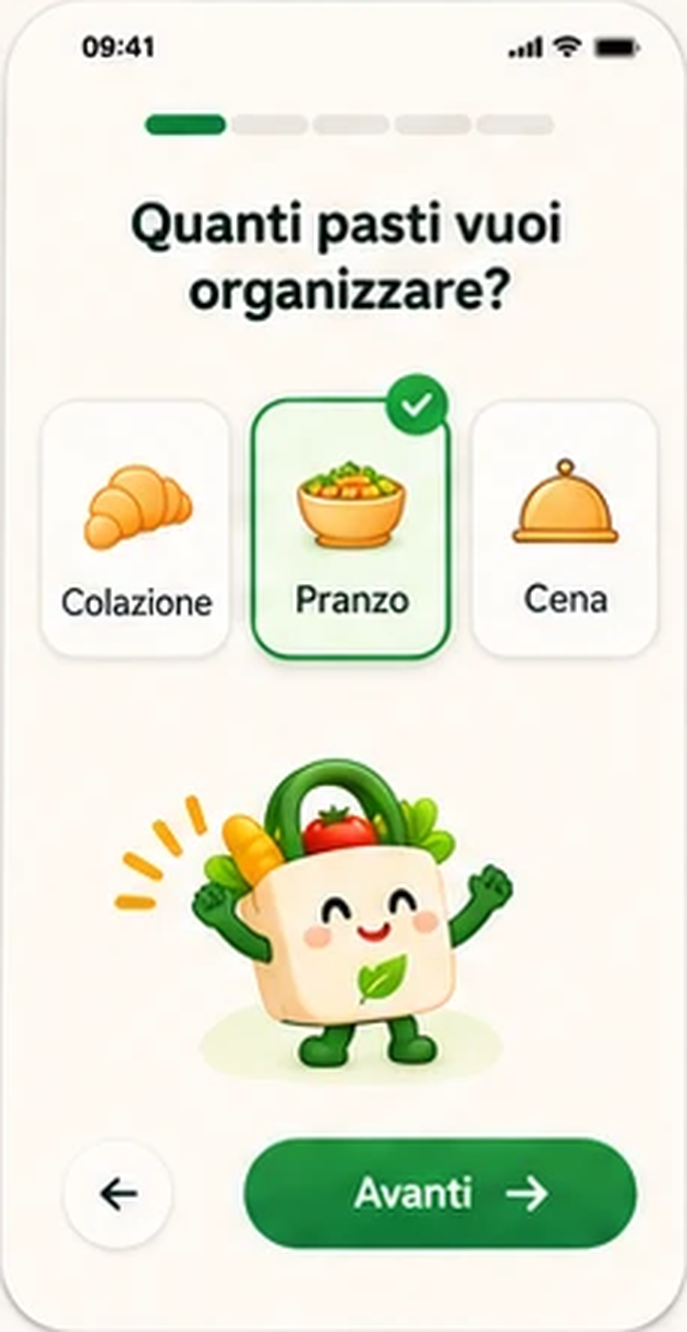 09:41
Quanti pasti vuoi
organizzare?
Colazione
Pranzo
Cena
Avanti